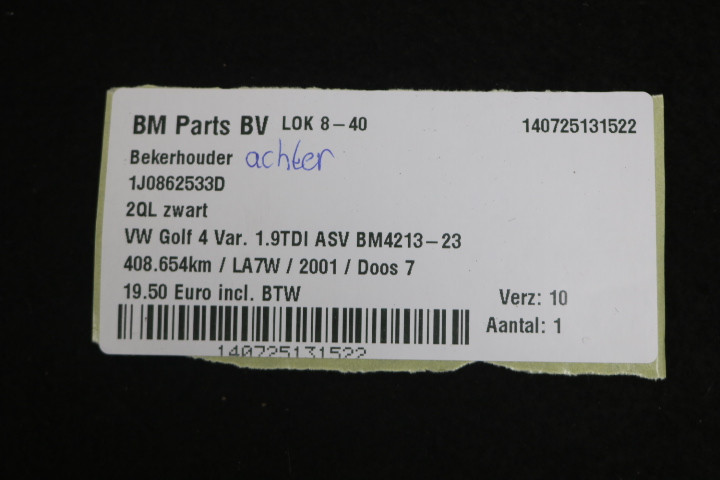 BM Parts BV LOK 8-40 140725131522
Bekerhouder achter
1J0862533D
2QL zwart
VW Golf 4 Var. 1.9TDI ASV BM4213-23
408.654km / LA7W / 2001 / Doos 7
19.50 Euro incl. BTW Verz: 10
Aantal: 1
140725131522